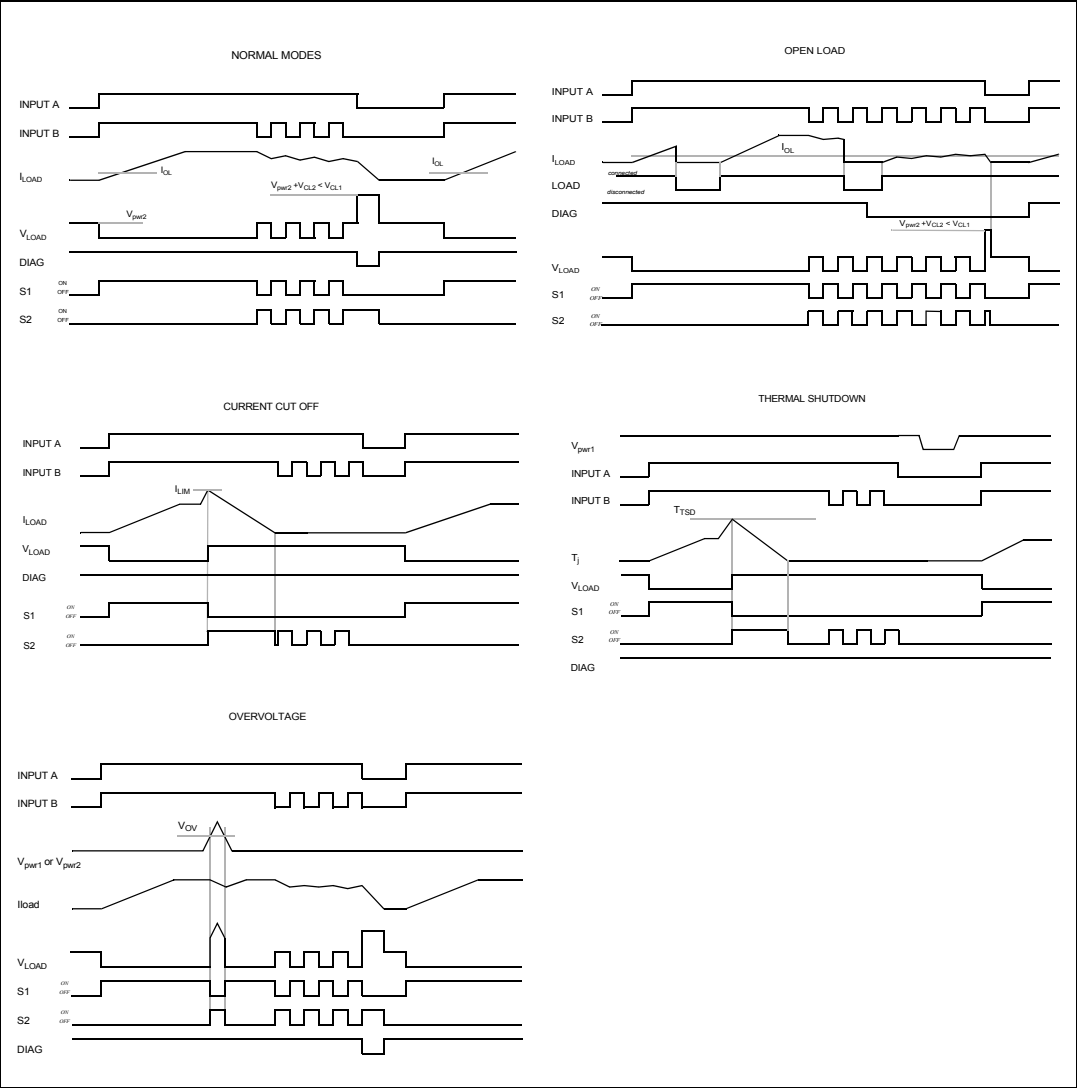 NORMAL MODES
INPUT A
INPUT B
IOL
IOL
ILOAD
Vpwr2 +VCL2 < VCL1
Vpwr2
VLOAD
DIAG
S1 ON OFF
S2 ON OFF
OPEN LOAD
INPUT A
INPUT B
IOL
ILOAD
connected
LOAD
disconnected
DIAG
Vpwr2 +VCL2 < VCL1
VLOAD
S1 ON OFF
S2 ON OFF
CURRENT CUT OFF
INPUT A
INPUT B
ILIM
ILOAD
VLOAD
DIAG
S1 ON OFF
S2 ON OFF
THERMAL SHUTDOWN
Vpwr1
INPUT A
INPUT B
TTSD
Tj
VLOAD
S1 ON OFF
S2 ON OFF
DIAG
OVERVOLTAGE
INPUT A
INPUT B
VOV
Vpwr1 or Vpwr2
Iload
VLOAD
S1 ON OFF
S2 ON OFF
DIAG